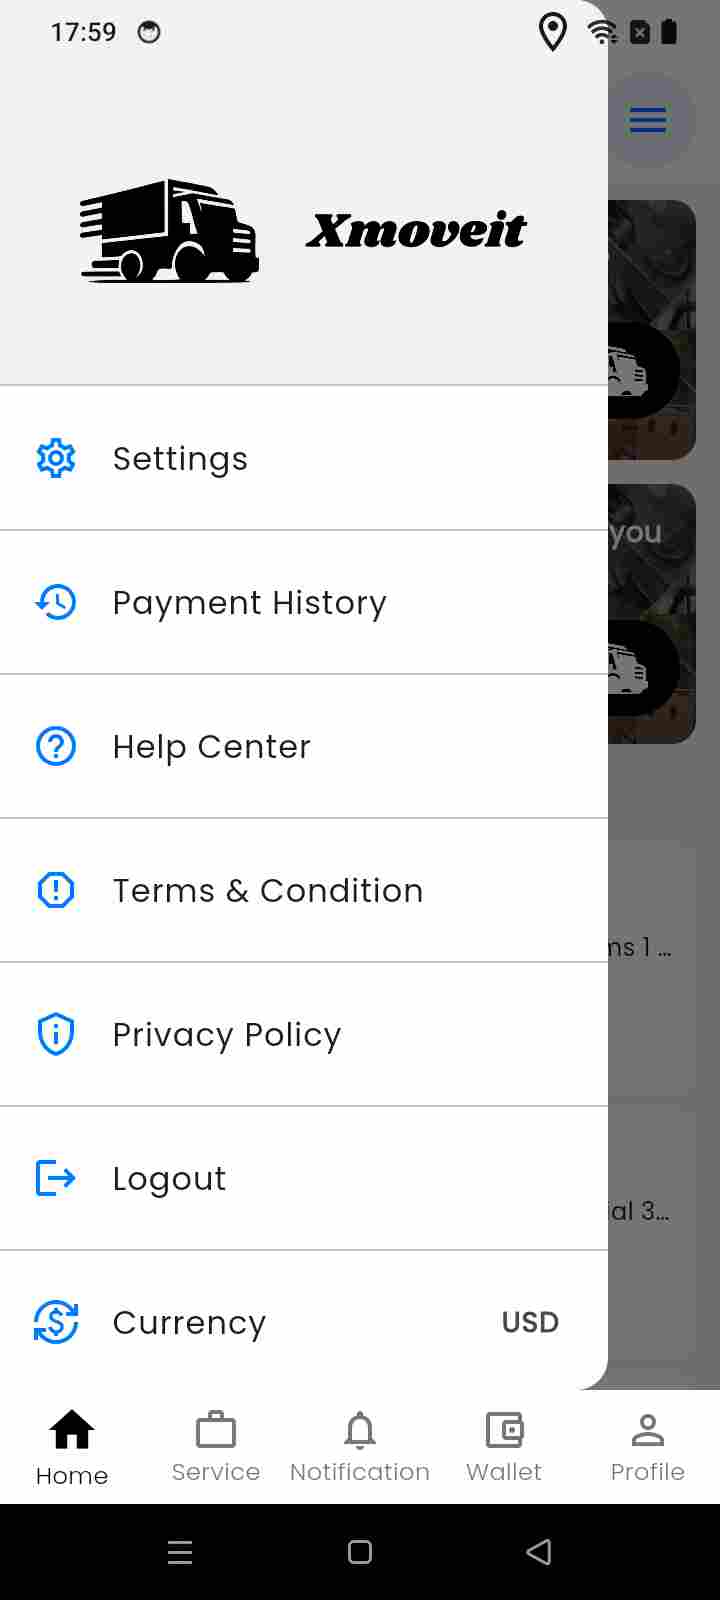 17:59
Xmoveit
Settings
you
Payment History
Help Center
Terms & Condition
ms 1 ...
Privacy Policy
Logout
ial 3...
Currency USD
Home Service Notification Wallet Profile